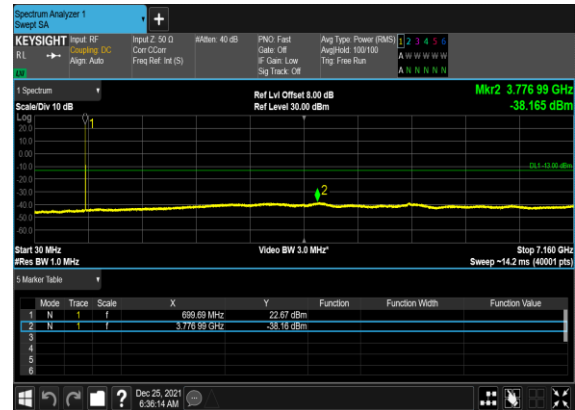 Spectrum Analyzer 1
Swept SA
+
KEYSIGHT Input: RF Input Z: 50 Ω #Atten: 40 dB PNO: Fast Avg Type: Power (RMS) 1 2 3 4 5 6
RL Coupling: DC Corr CCorr Gate: Off Avg|Hold: 100/100 A W W W W W
Align: Auto Freq Ref: Int (S) IF Gain: Low Trig: Free Run
LXI Sig Track: Off A N N N N N
1 Spectrum Ref Lvl Offset 8.00 dB Mkr2 3.776 99 GHz
Scale/Div 10 dB Ref Level 30.00 dBm -38.165 dBm
Log
1
20.0
10.0
0.00
-10.0
DL1 -13.00 dBm
-20.0
-30.0
2
-40.0
-50.0
-60.0
Start 30 MHz Video BW 3.0 MHz* Stop 7.160 GHz
#Res BW 1.0 MHz Sweep ~14.2 ms (40001 pts)
5 Marker Table
Mode Trace Scale X Y Function Function Width Function Value
1 N 1 f 699.69 MHz 22.67 dBm
2 N 1 f 3.776 99 GHz -38.16 dBm
3
4
5
6
? Dec 25, 2021
6:36:14 AM